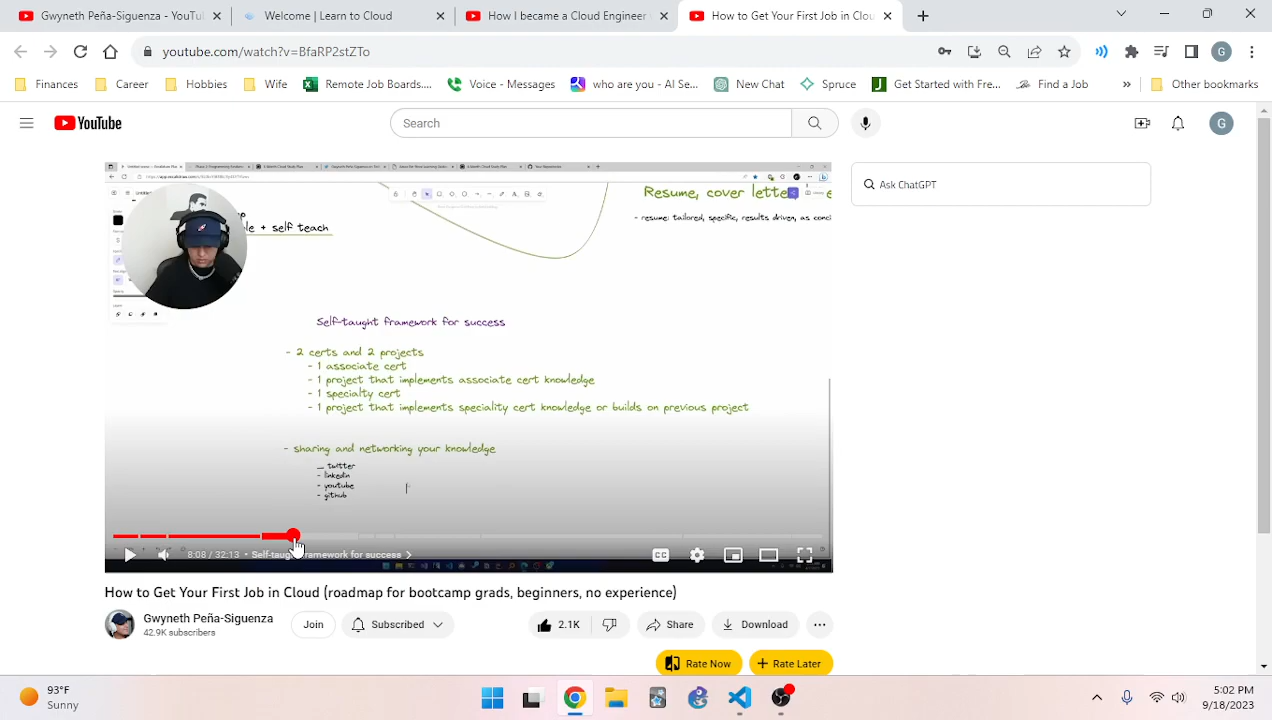 Gwyneth Peña-Siguenza - YouTu
Welcome | Learn to Cloud
How I became a Cloud Engineer
How to Get Your First Job in Clou
youtube.com/watch?v=BfaRP2stZTo
Finances
Career
Hobbies
Wife
Remote Job Boards....
Voice - Messages
who are you - AI Se...
New Chat
Spruce
Get Started with Fre...
Find a Job
»
Other bookmarks
G
YouTube
Search
G
Ask ChatGPT
Resume, cover lette
- resume: tailored, specific, results driven, as conc
le + self teach
Self-taught framework for success
- 2 certs and 2 projects
- 1 associate cert
- 1 project that implements associate cert knowledge
- 1 specialty cert
- 1 project that implements speciality cert knowledge or builds on previous project
- sharing and networking your knowledge
- twitter
- linkedin
- youtube
- github
8:08 / 32:13 • Self-taught framework for success
CC
How to Get Your First Job in Cloud (roadmap for bootcamp grads, beginners, no experience)
Gwyneth Peña-Siguenza
42.9K subscribers
Join
Subscribed
2.1K
Share
Download
Rate Now
Rate Later
93°F
Sunny
5:02 PM
9/18/2023